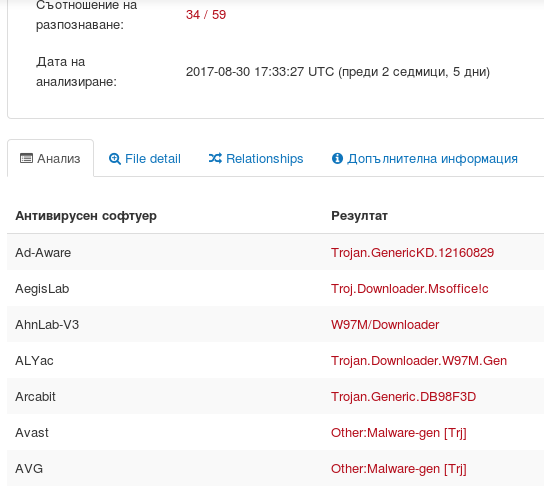 Съотношение на
разпознаване:
34 / 59
Дата на
анализиране:
2017-08-30 17:33:27 UTC (преди 2 седмици, 5 дни)
Анализ
File detail
Relationships
Допълнителна информация
Антивирусен софтуер
Резултат
Ad-Aware
Trojan.GenericKD.12160829
AegisLab
Troj.Downloader.Msoffice!c
AhnLab-V3
W97M/Downloader
ALYac
Trojan.Downloader.W97M.Gen
Arcabit
Trojan.Generic.DB98F3D
Avast
Other:Malware-gen [Trj]
AVG
Other:Malware-gen [Trj]